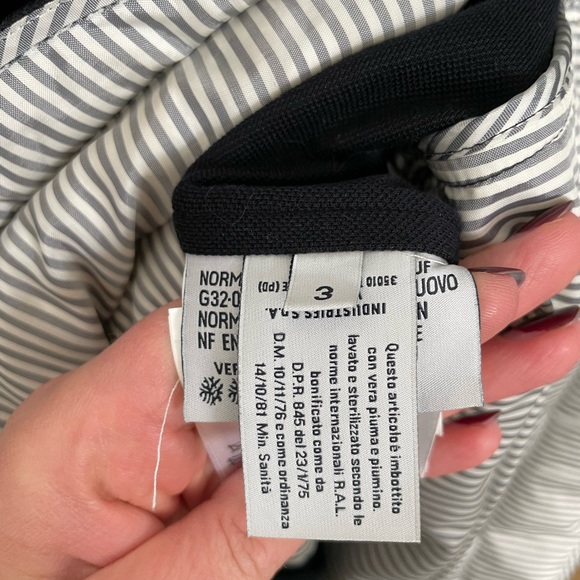 NORM
G32-0
NORM
NF EN
VER
3
UF
UOVO
N
35010
E (PD)
INDUSTRIES S.P.A.
Questo articolo è imbottito
con vera piuma e piumino.
lavato e sterilizzato secondo le
norme internazionali R.A.L.
bonificato come da
D.P.R. 845 del 23/1/75
D.M. 10/11/76 e come ordinanza
14/10/81 Min. Sanità